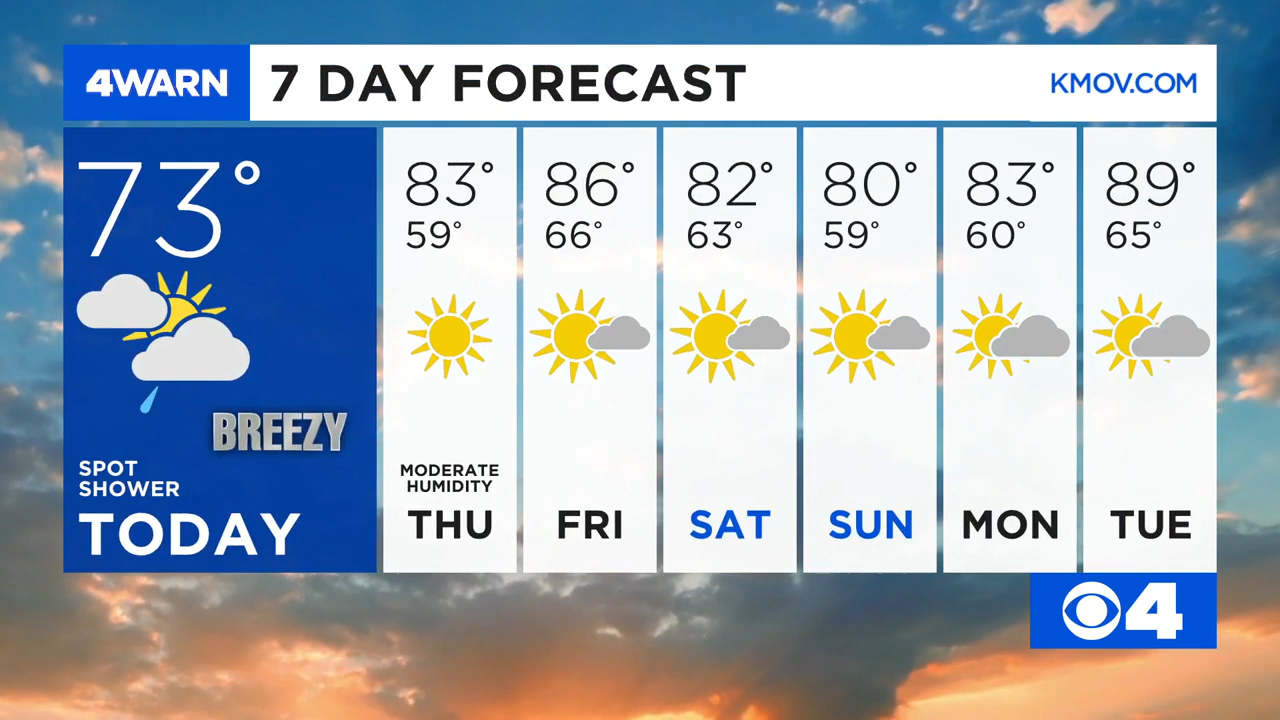 4WARN
7 DAY FORECAST
KMOV.COM
73°
BREEZY
SPOT
SHOWER
TODAY
83°
59°
MODERATE
HUMIDITY
THU
86°
66°
FRI
82°
63°
SAT
80°
59°
SUN
83°
60°
MON
89°
65°
TUE
4